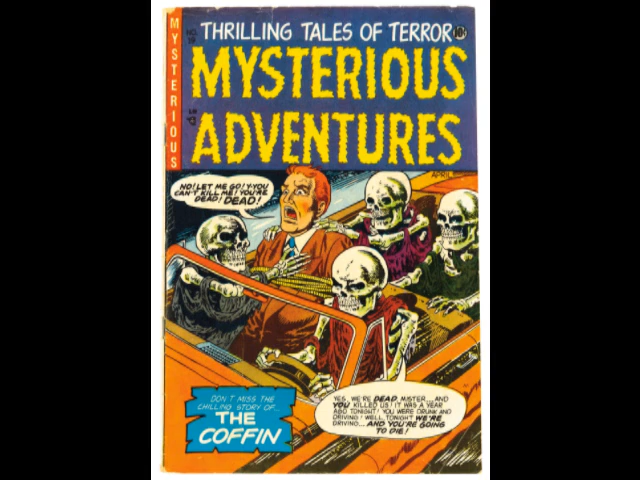 THRILLING TALES OF TERROR
10¢
MYSTERIOUS
NO.
MYSTERIOUS
ADVENTURES
APRIL
NO! LET ME GO! Y-YOU
CAN'T KILL ME! YOU'RE
DEAD! DEAD!
DON'T MISS THE
CHILLING STORY OF...
THE
COFFIN
YES, WE'RE DEAD, MISTER... AND
YOU KILLED US! IT WAS A YEAR
AGO TONIGHT! YOU WERE DRUNK AND
DRIVING! WELL, TONIGHT WE'RE
DRIVING... AND YOU'RE GOING
TO DIE!